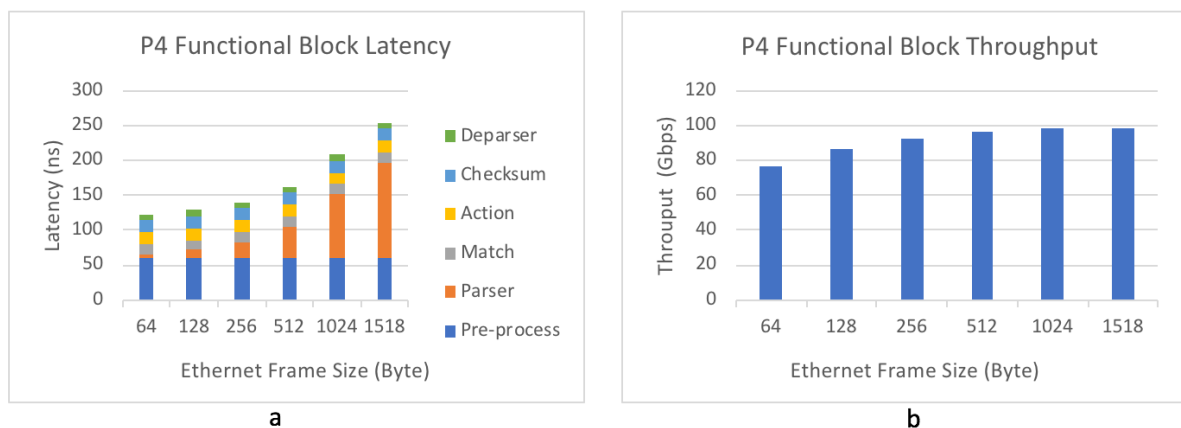 P4 Functional Block Latency
Latency (ns)
300
250
200
150
100
50
0
64 128 256 512 1024 1518
Ethernet Frame Size (Byte)
Deparser
Checksum
Action
Match
Parser
Pre-process
a
P4 Functional Block Throughput
Throuput (Gbps)
120
100
80
60
40
20
0
64 128 256 512 1024 1518
Ethernet Frame Size (Byte)
b